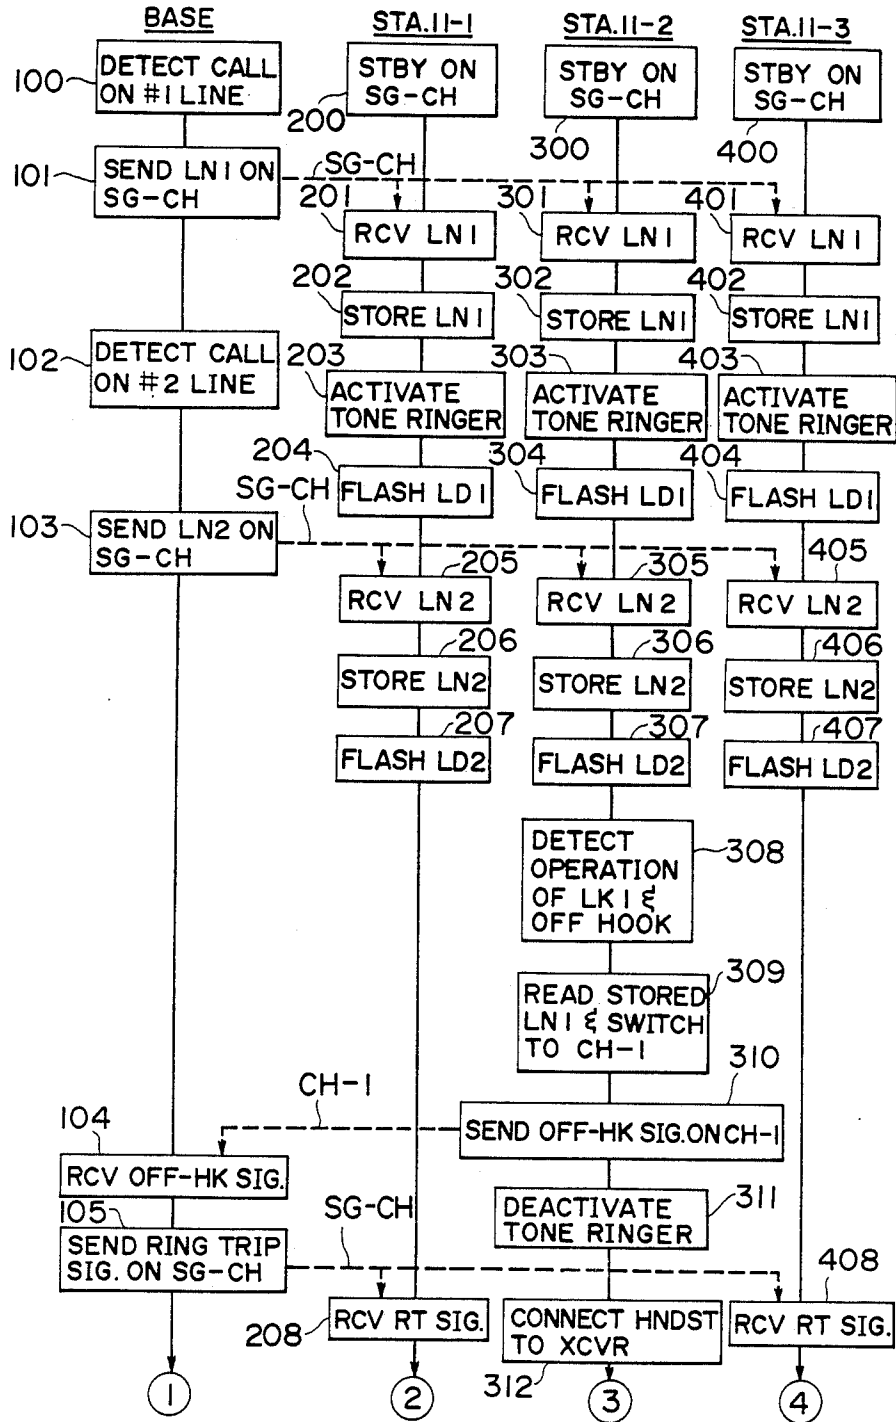 BASE
STA.11-1
STA.11-2
STA.11-3
100
DETECT CALL
ON #1 LINE
STBY ON
SG-CH
200
STBY ON
SG-CH
300
STBY ON
SG-CH
400
101
SEND LN1 ON
SG-CH
SG-CH
201
RCV LN1
301
RCV LN1
401
RCV LN1
202
STORE LN1
302
STORE LN1
402
STORE LN1
102
DETECT CALL
ON #2 LINE
203
ACTIVATE
TONE RINGER
303
ACTIVATE
TONE RINGER
403
ACTIVATE
TONE RINGER
204
FLASH LD1
304
FLASH LD1
404
FLASH LD1
SG-CH
103
SEND LN2 ON
SG-CH
205
RCV LN2
305
RCV LN2
405
RCV LN2
206
STORE LN2
306
STORE LN2
406
STORE LN2
207
FLASH LD2
307
FLASH LD2
407
FLASH LD2
DETECT
OPERATION
OF LK1 &
OFF HOOK
308
READ STORED
LN1 & SWITCH
TO CH-1
309
310
SEND OFF-HK SIG.ON CH-1
CH-1
104
RCV OFF-HK SIG.
DEACTIVATE
TONE RINGER
311
105
SEND RING TRIP
SIG. ON SG-CH
SG-CH
RCV RT SIG.
208
CONNECT HNDST
TO XCVR
312
408
RCV RT SIG.
1
2
3
4